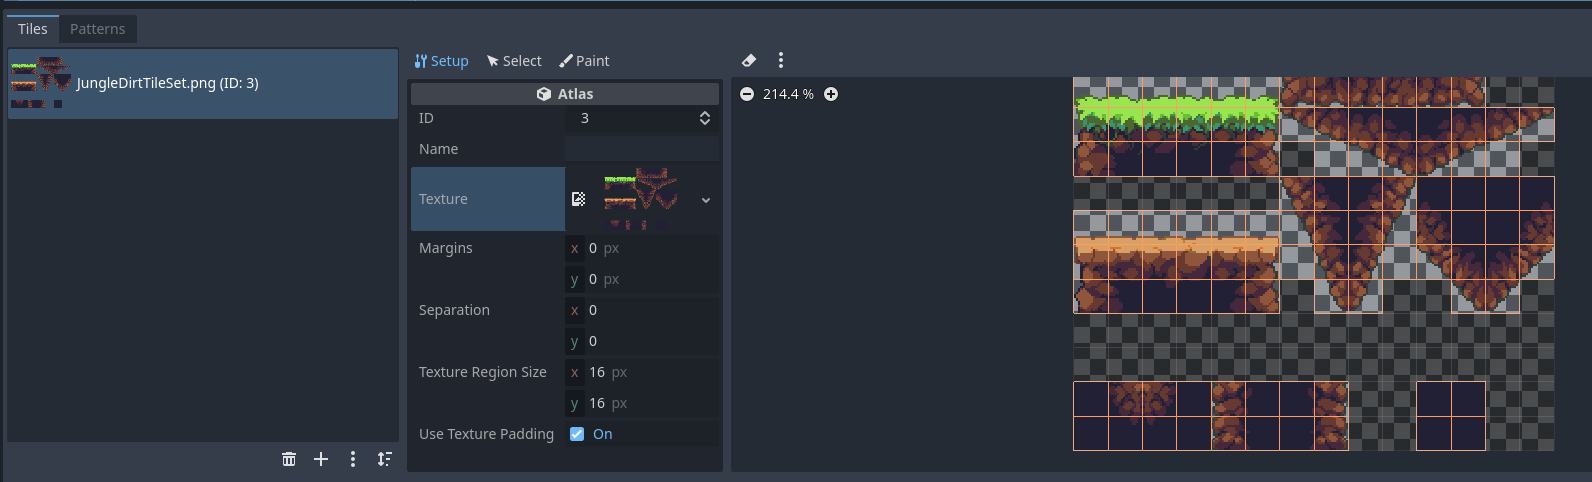 Tiles Patterns
JungleDirtTileSet.png (ID: 3)
Setup Select Paint
Atlas
ID 3
Name
Texture
Margins x 0 px
y 0 px
Separation x 0
y 0
Texture Region Size x 16 px
y 16 px
Use Texture Padding On
214.4 %